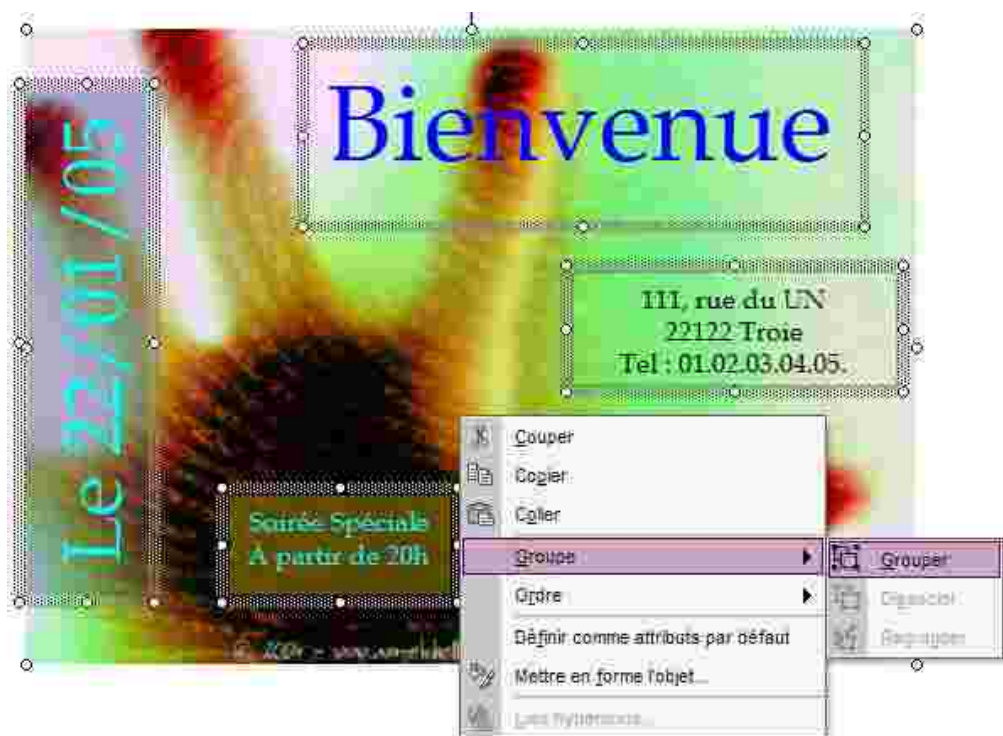 Bienvenue
Le 22/01/05
111, rue du UN
22122 Troie
Tel : 01.02.03.04.05.
Soirée Spéciale
A partir de 20h
Couper
Copier
Coller
Groupe
Grouper
Ordre
Dissocier
Définir comme attributs par défaut
Regrouper
Mettre en forme l'objet...